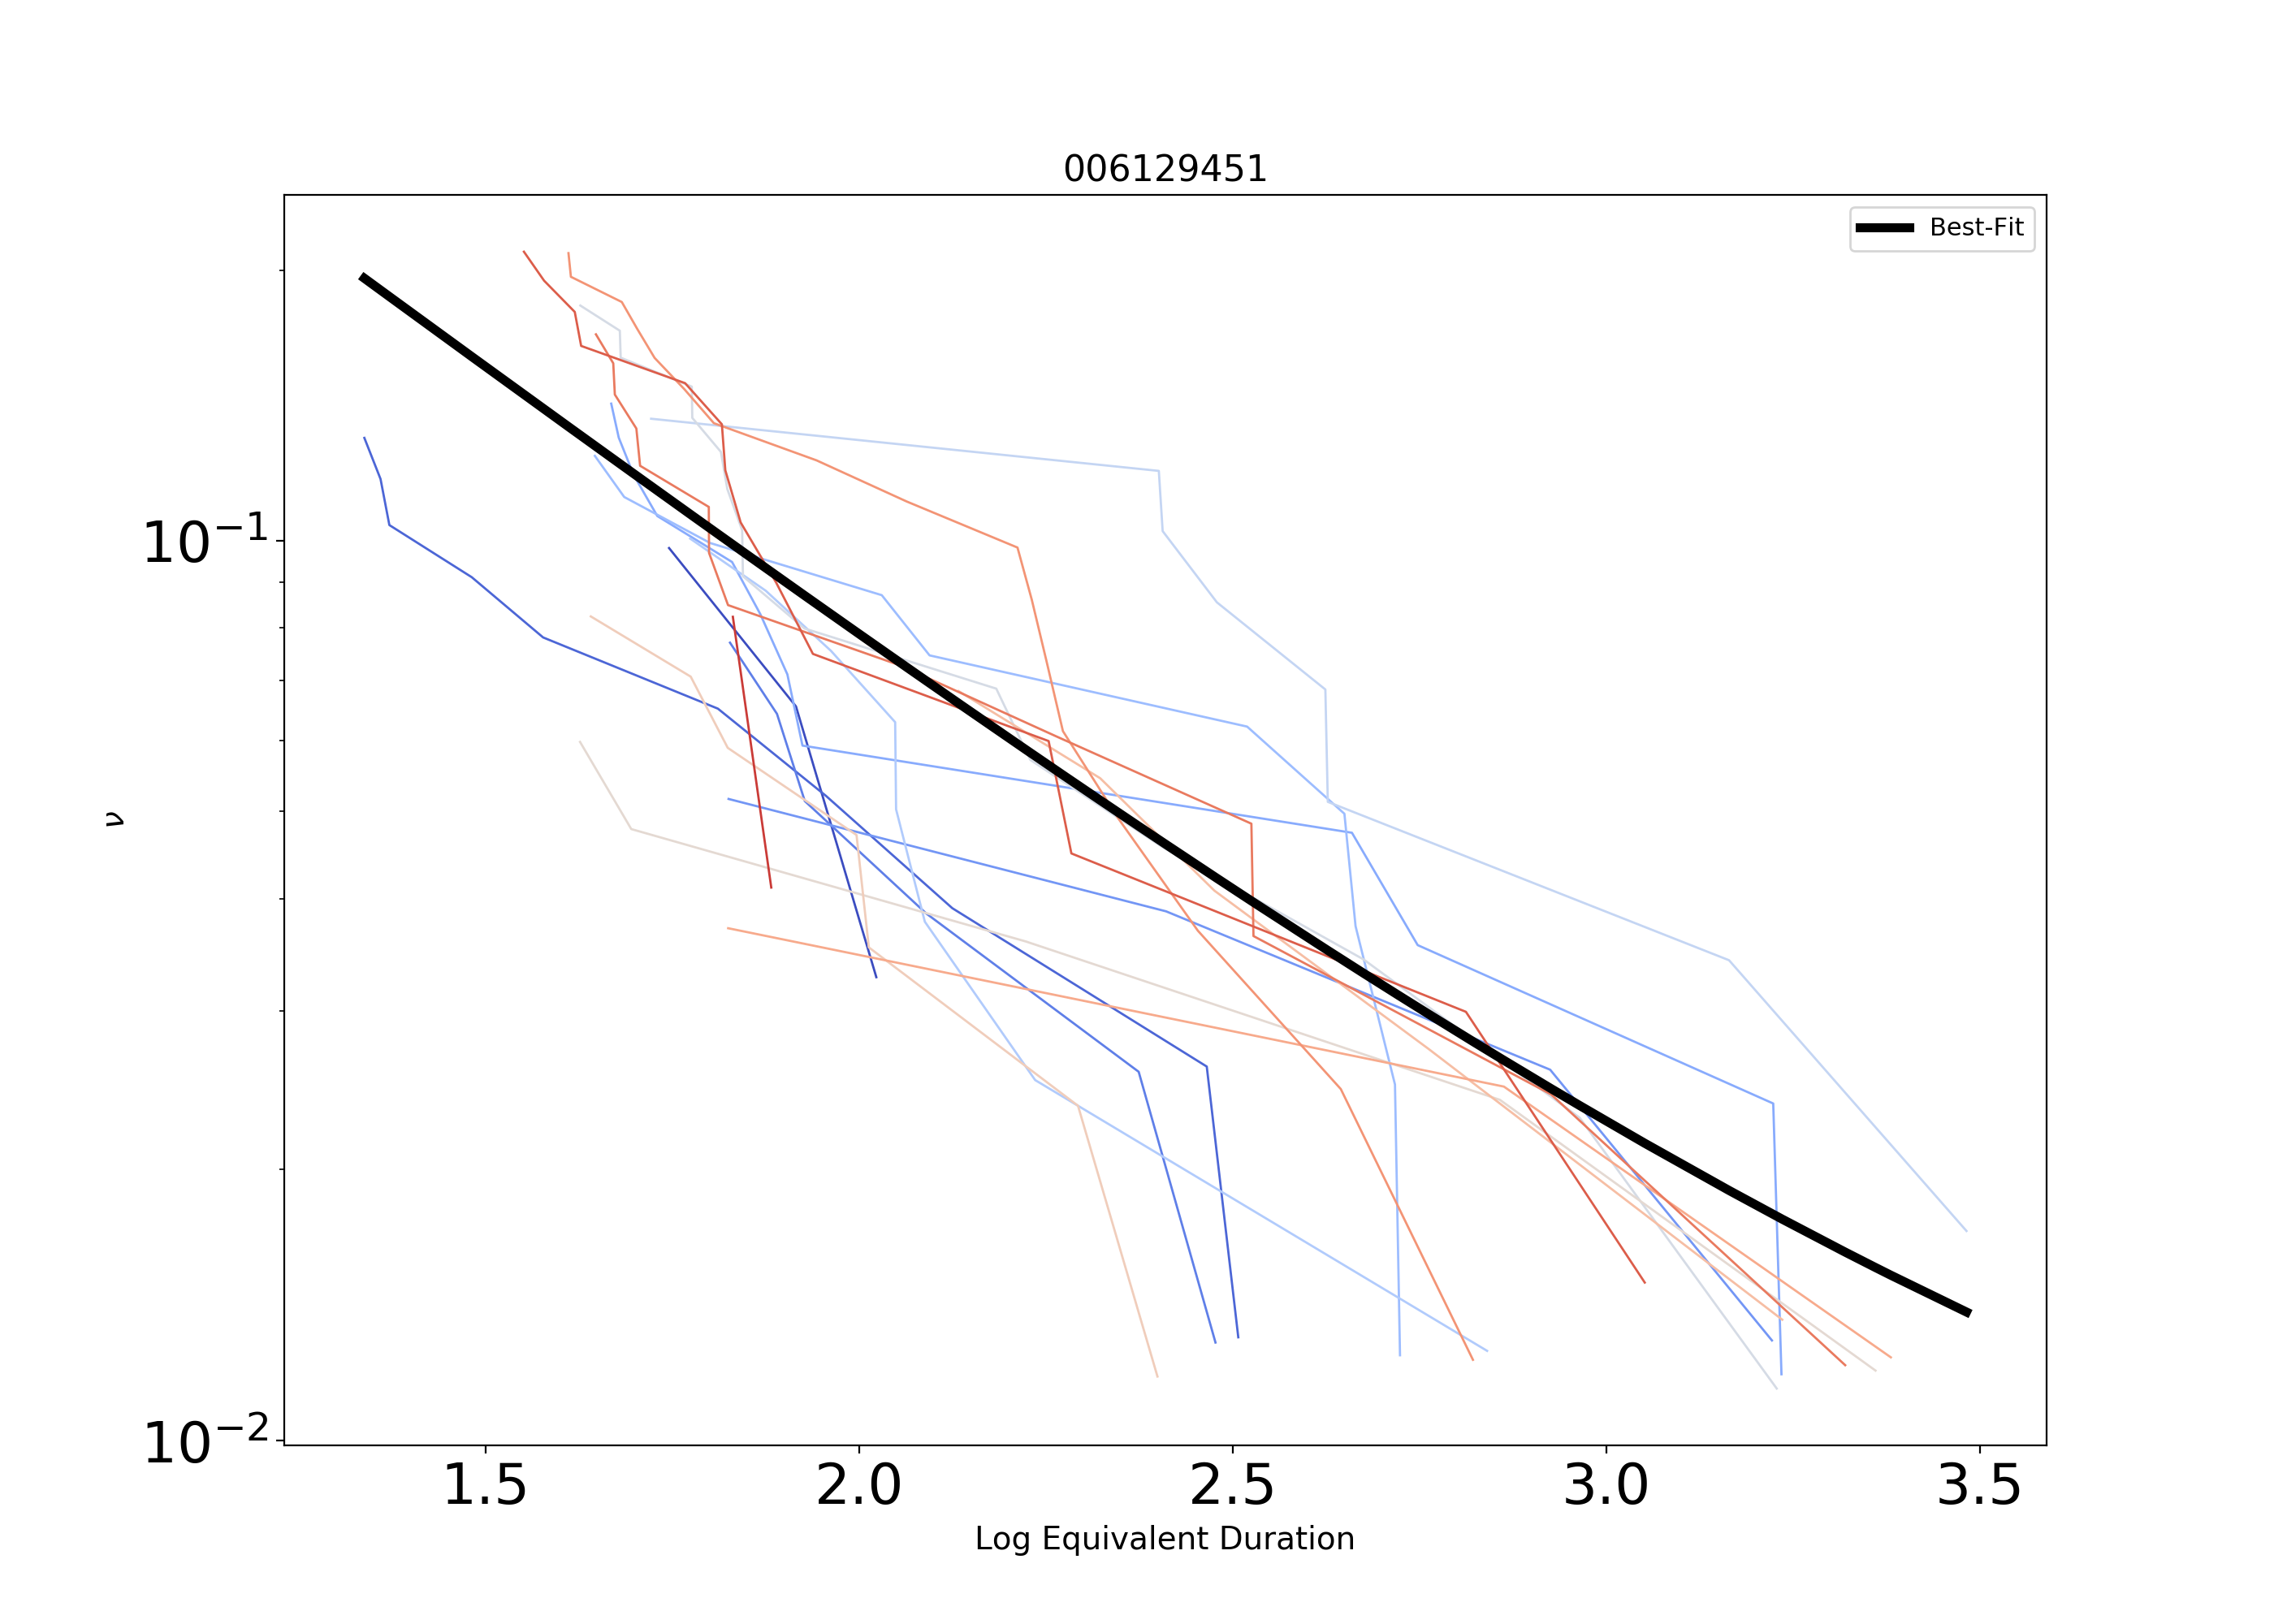 006129451
Best-Fit
10⁻¹
ν
10⁻²
1.5 2.0 2.5 3.0 3.5
Log Equivalent Duration